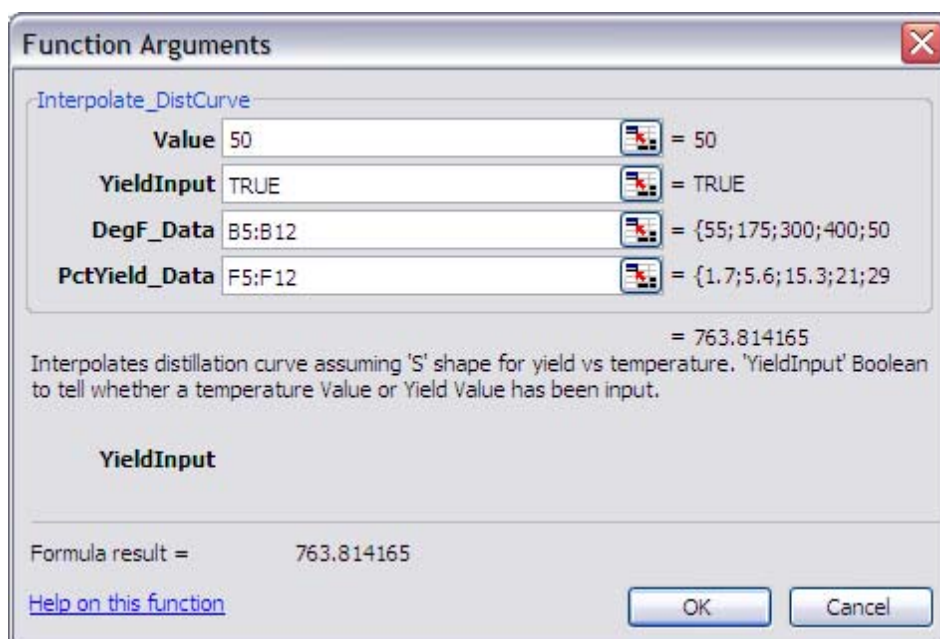 Function Arguments
Interpolate_DistCurve
Value 50 = 50
YieldInput TRUE = TRUE
DegF_Data B5:B12 = {55;175;300;400;50
PctYield_Data F5:F12 = {1.7;5.6;15.3;21;29
= 763.814165
Interpolates distillation curve assuming 'S' shape for yield vs temperature. 'YieldInput' Boolean
to tell whether a temperature Value or Yield Value has been input.
YieldInput
Formula result = 763.814165
Help on this function OK Cancel